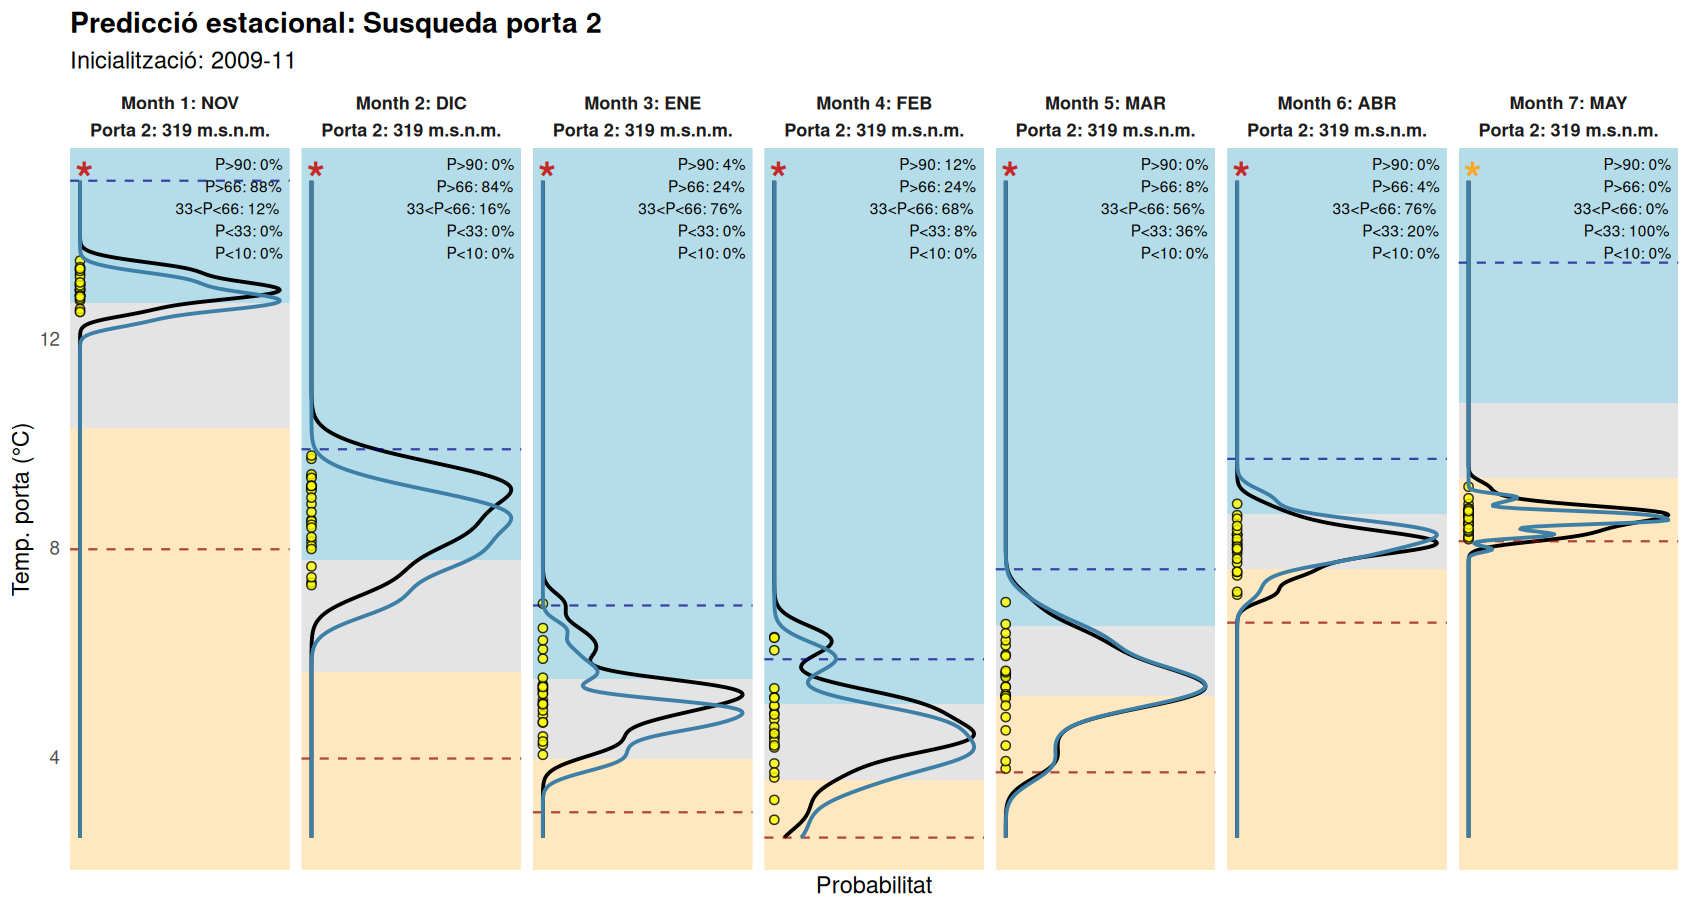 Predicció estacional: Susqueda porta 2
Inicialització: 2009-11
Month 1: NOV
Porta 2: 319 m.s.n.m.
Month 2: DIC
Porta 2: 319 m.s.n.m.
Month 3: ENE
Porta 2: 319 m.s.n.m.
Month 4: FEB
Porta 2: 319 m.s.n.m.
Month 5: MAR
Porta 2: 319 m.s.n.m.
Month 6: ABR
Porta 2: 319 m.s.n.m.
Month 7: MAY
Porta 2: 319 m.s.n.m.
*
P>90: 0%
P>66: 88%
33<P<66: 12%
P<33: 0%
P<10: 0%
*
P>90: 0%
P>66: 84%
33<P<66: 16%
P<33: 0%
P<10: 0%
*
P>90: 4%
P>66: 24%
33<P<66: 76%
P<33: 0%
P<10: 0%
*
P>90: 12%
P>66: 24%
33<P<66: 68%
P<33: 8%
P<10: 0%
*
P>90: 0%
P>66: 8%
33<P<66: 56%
P<33: 36%
P<10: 0%
*
P>90: 0%
P>66: 4%
33<P<66: 76%
P<33: 20%
P<10: 0%
*
P>90: 0%
P>66: 0%
33<P<66: 0%
P<33: 100%
P<10: 0%
12
8
4
Temp. porta (°C)
Probabilitat